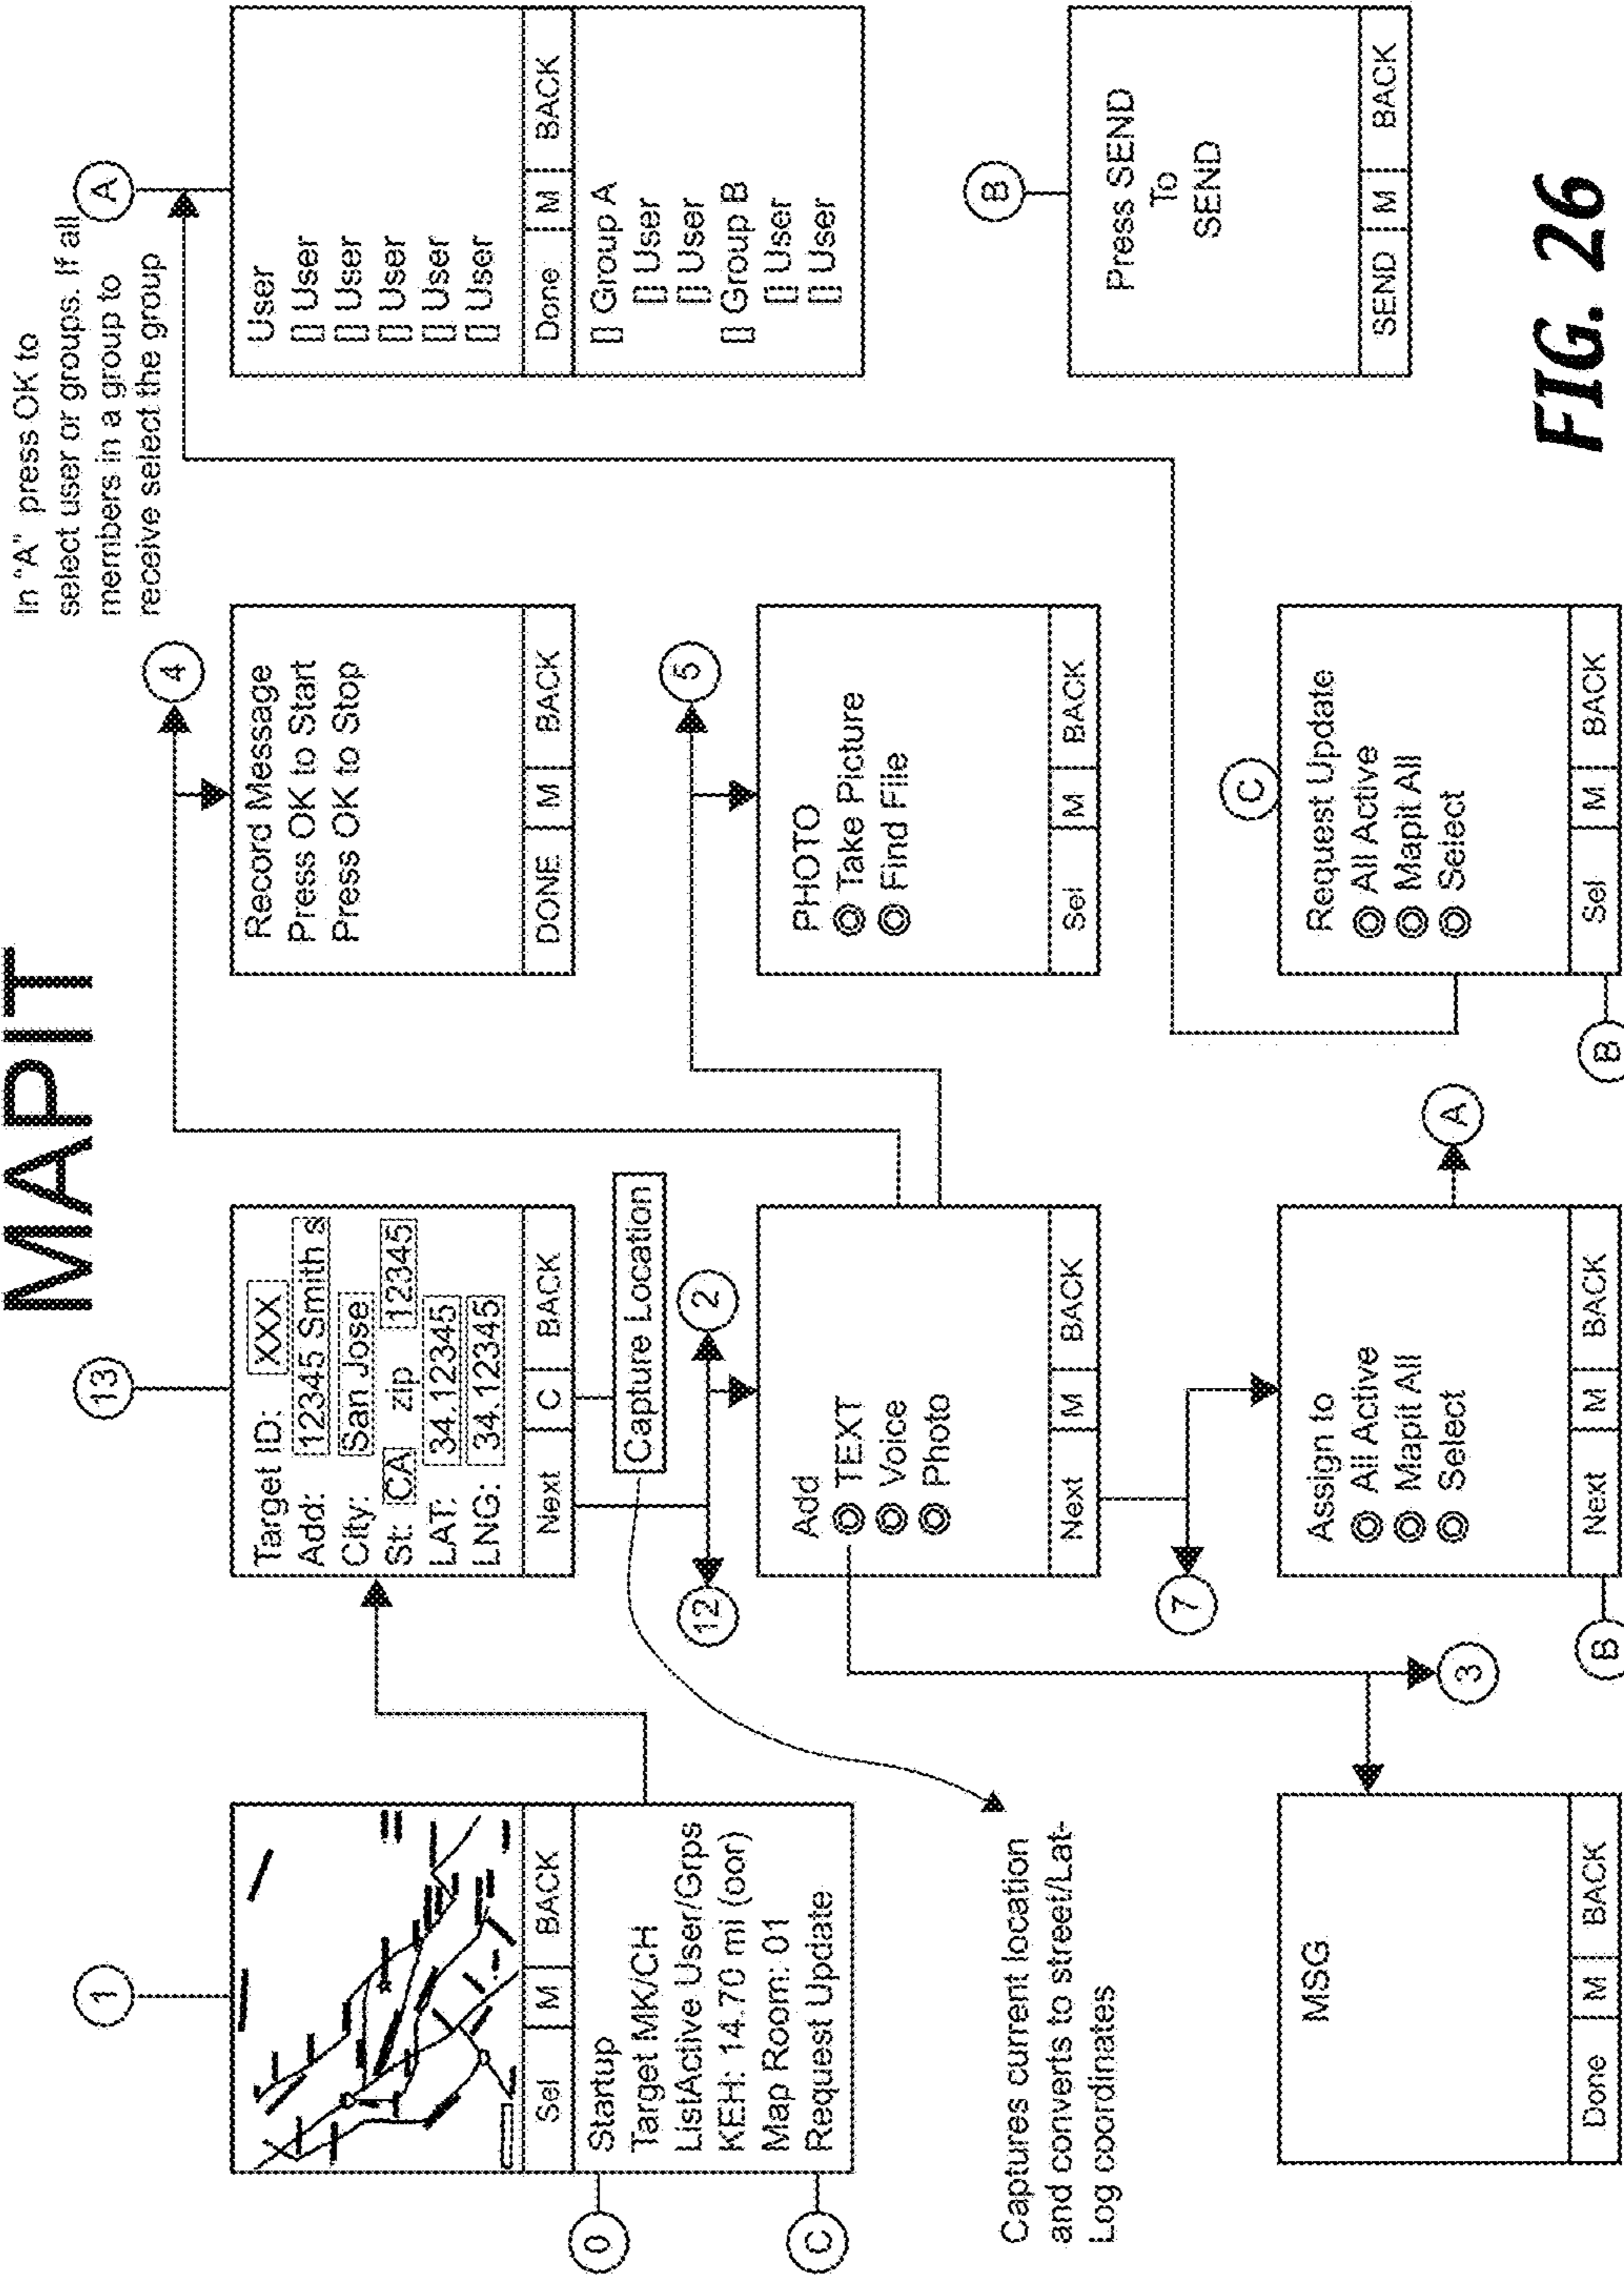 MAPIT
1
Sel M BACK
Startup
Target MK/CH
ListActive User/Grps
KEH: 14.70 mi (oor)
Map Room: 01
Request Update
0
C
13
Target ID: XXX
Add: 12345 Smith s
City: San Jose
St: CA zip 12345
LAT: 34.12345
LNG: 34.12345
Next C BACK
Capture Location
Captures current location
and converts to street/Lat-
Log coordinates
12
2
Add
TEXT
Voice
Photo
Next M BACK
7
3
MSG
Done M BACK
Assign to
All Active
Mapit All
Select
Next M BACK
B
A
4
Record Message
Press OK to Start
Press OK to Stop
DONE M BACK
5
PHOTO
Take Picture
Find File
Sel M BACK
C
Request Update
All Active
Mapit All
Select
Sel M BACK
B
In "A" press OK to
select user or groups. If all
members in a group to
receive select the group
A
User
[] User
[] User
[] User
[] User
[] User
Done M BACK
[] Group A
[] User
[] User
[] Group B
[] User
[] User
B
Press SEND
To
SEND
SEND M BACK
FIG. 26